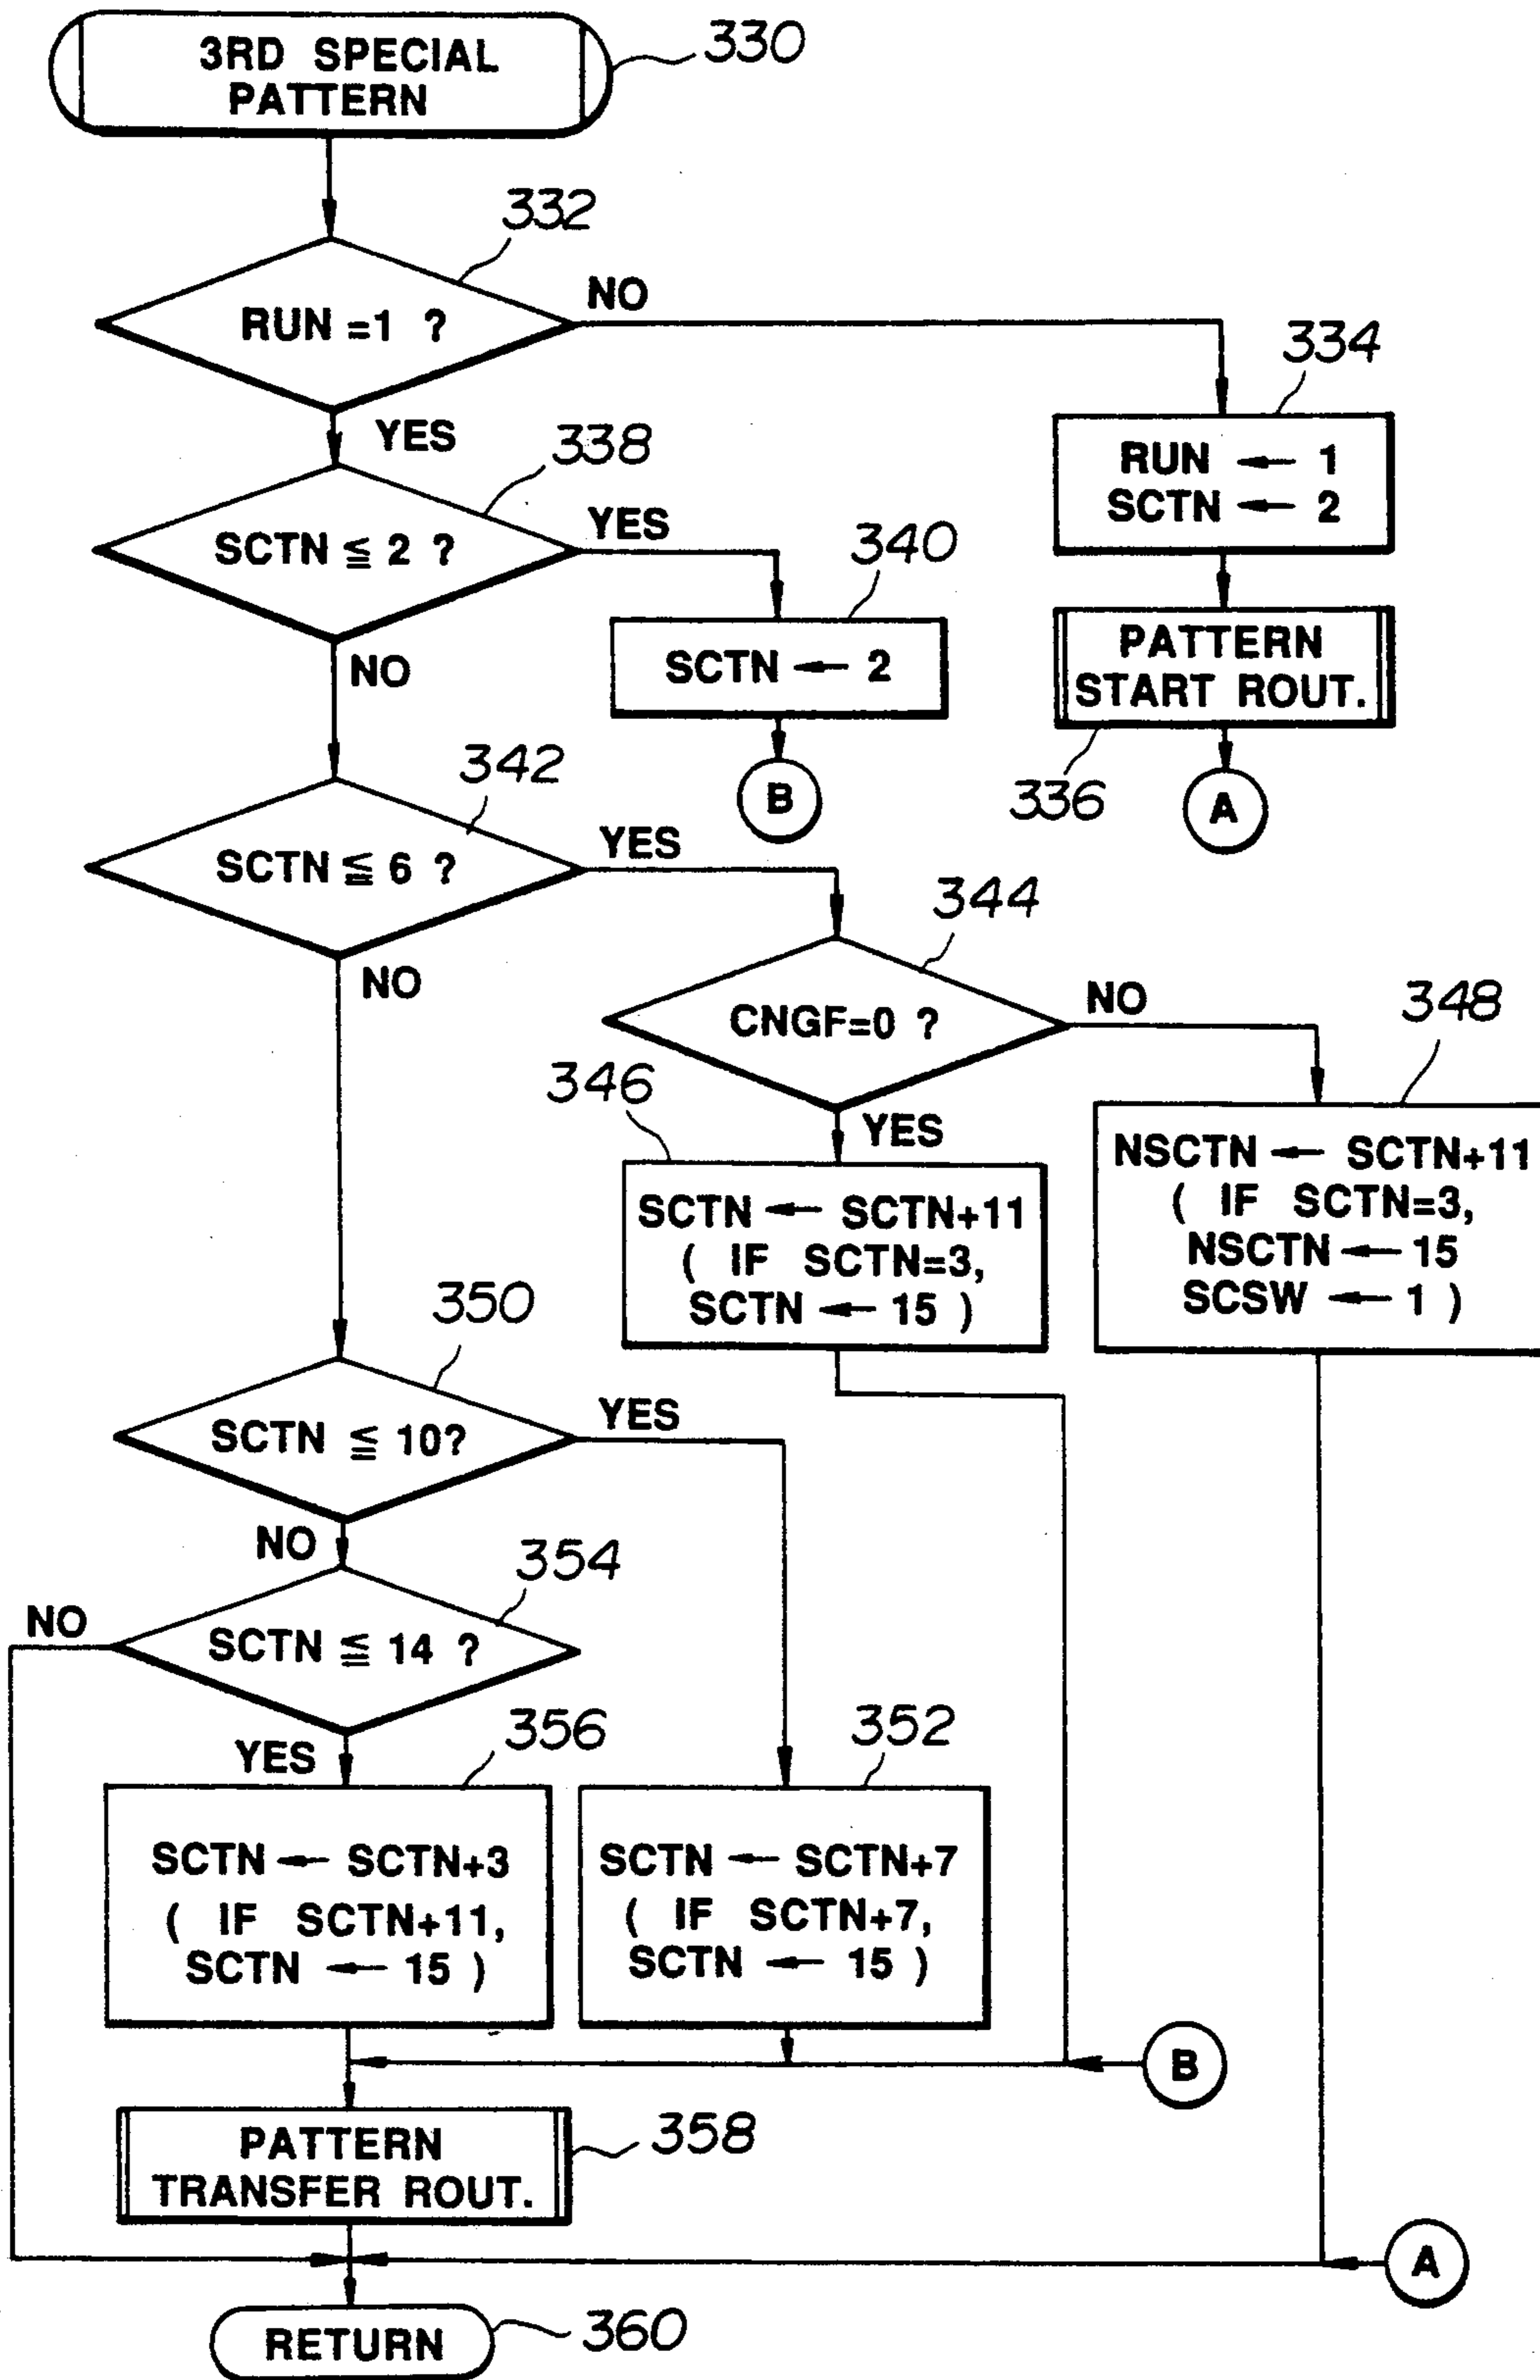 3RD SPECIAL
PATTERN
330
332
RUN =1 ?
NO
334
RUN ← 1
SCTN ← 2
YES
338
SCTN ≦ 2 ?
YES
340
SCTN ← 2
B
PATTERN
START ROUT.
336
A
NO
342
SCTN ≦ 6 ?
YES
344
CNGF=0 ?
NO
348
NSCTN ← SCTN+11
( IF SCTN=3,
NSCTN ← 15
SCSW ← 1 )
346
YES
SCTN ← SCTN+11
( IF SCTN=3,
SCTN ← 15 )
NO
350
SCTN ≦ 10?
YES
NO
354
SCTN ≦ 14 ?
NO
YES
356
SCTN ← SCTN+3
( IF SCTN+11,
SCTN ← 15 )
352
SCTN ← SCTN+7
( IF SCTN+7,
SCTN ← 15 )
B
PATTERN
TRANSFER ROUT.
358
A
RETURN
360